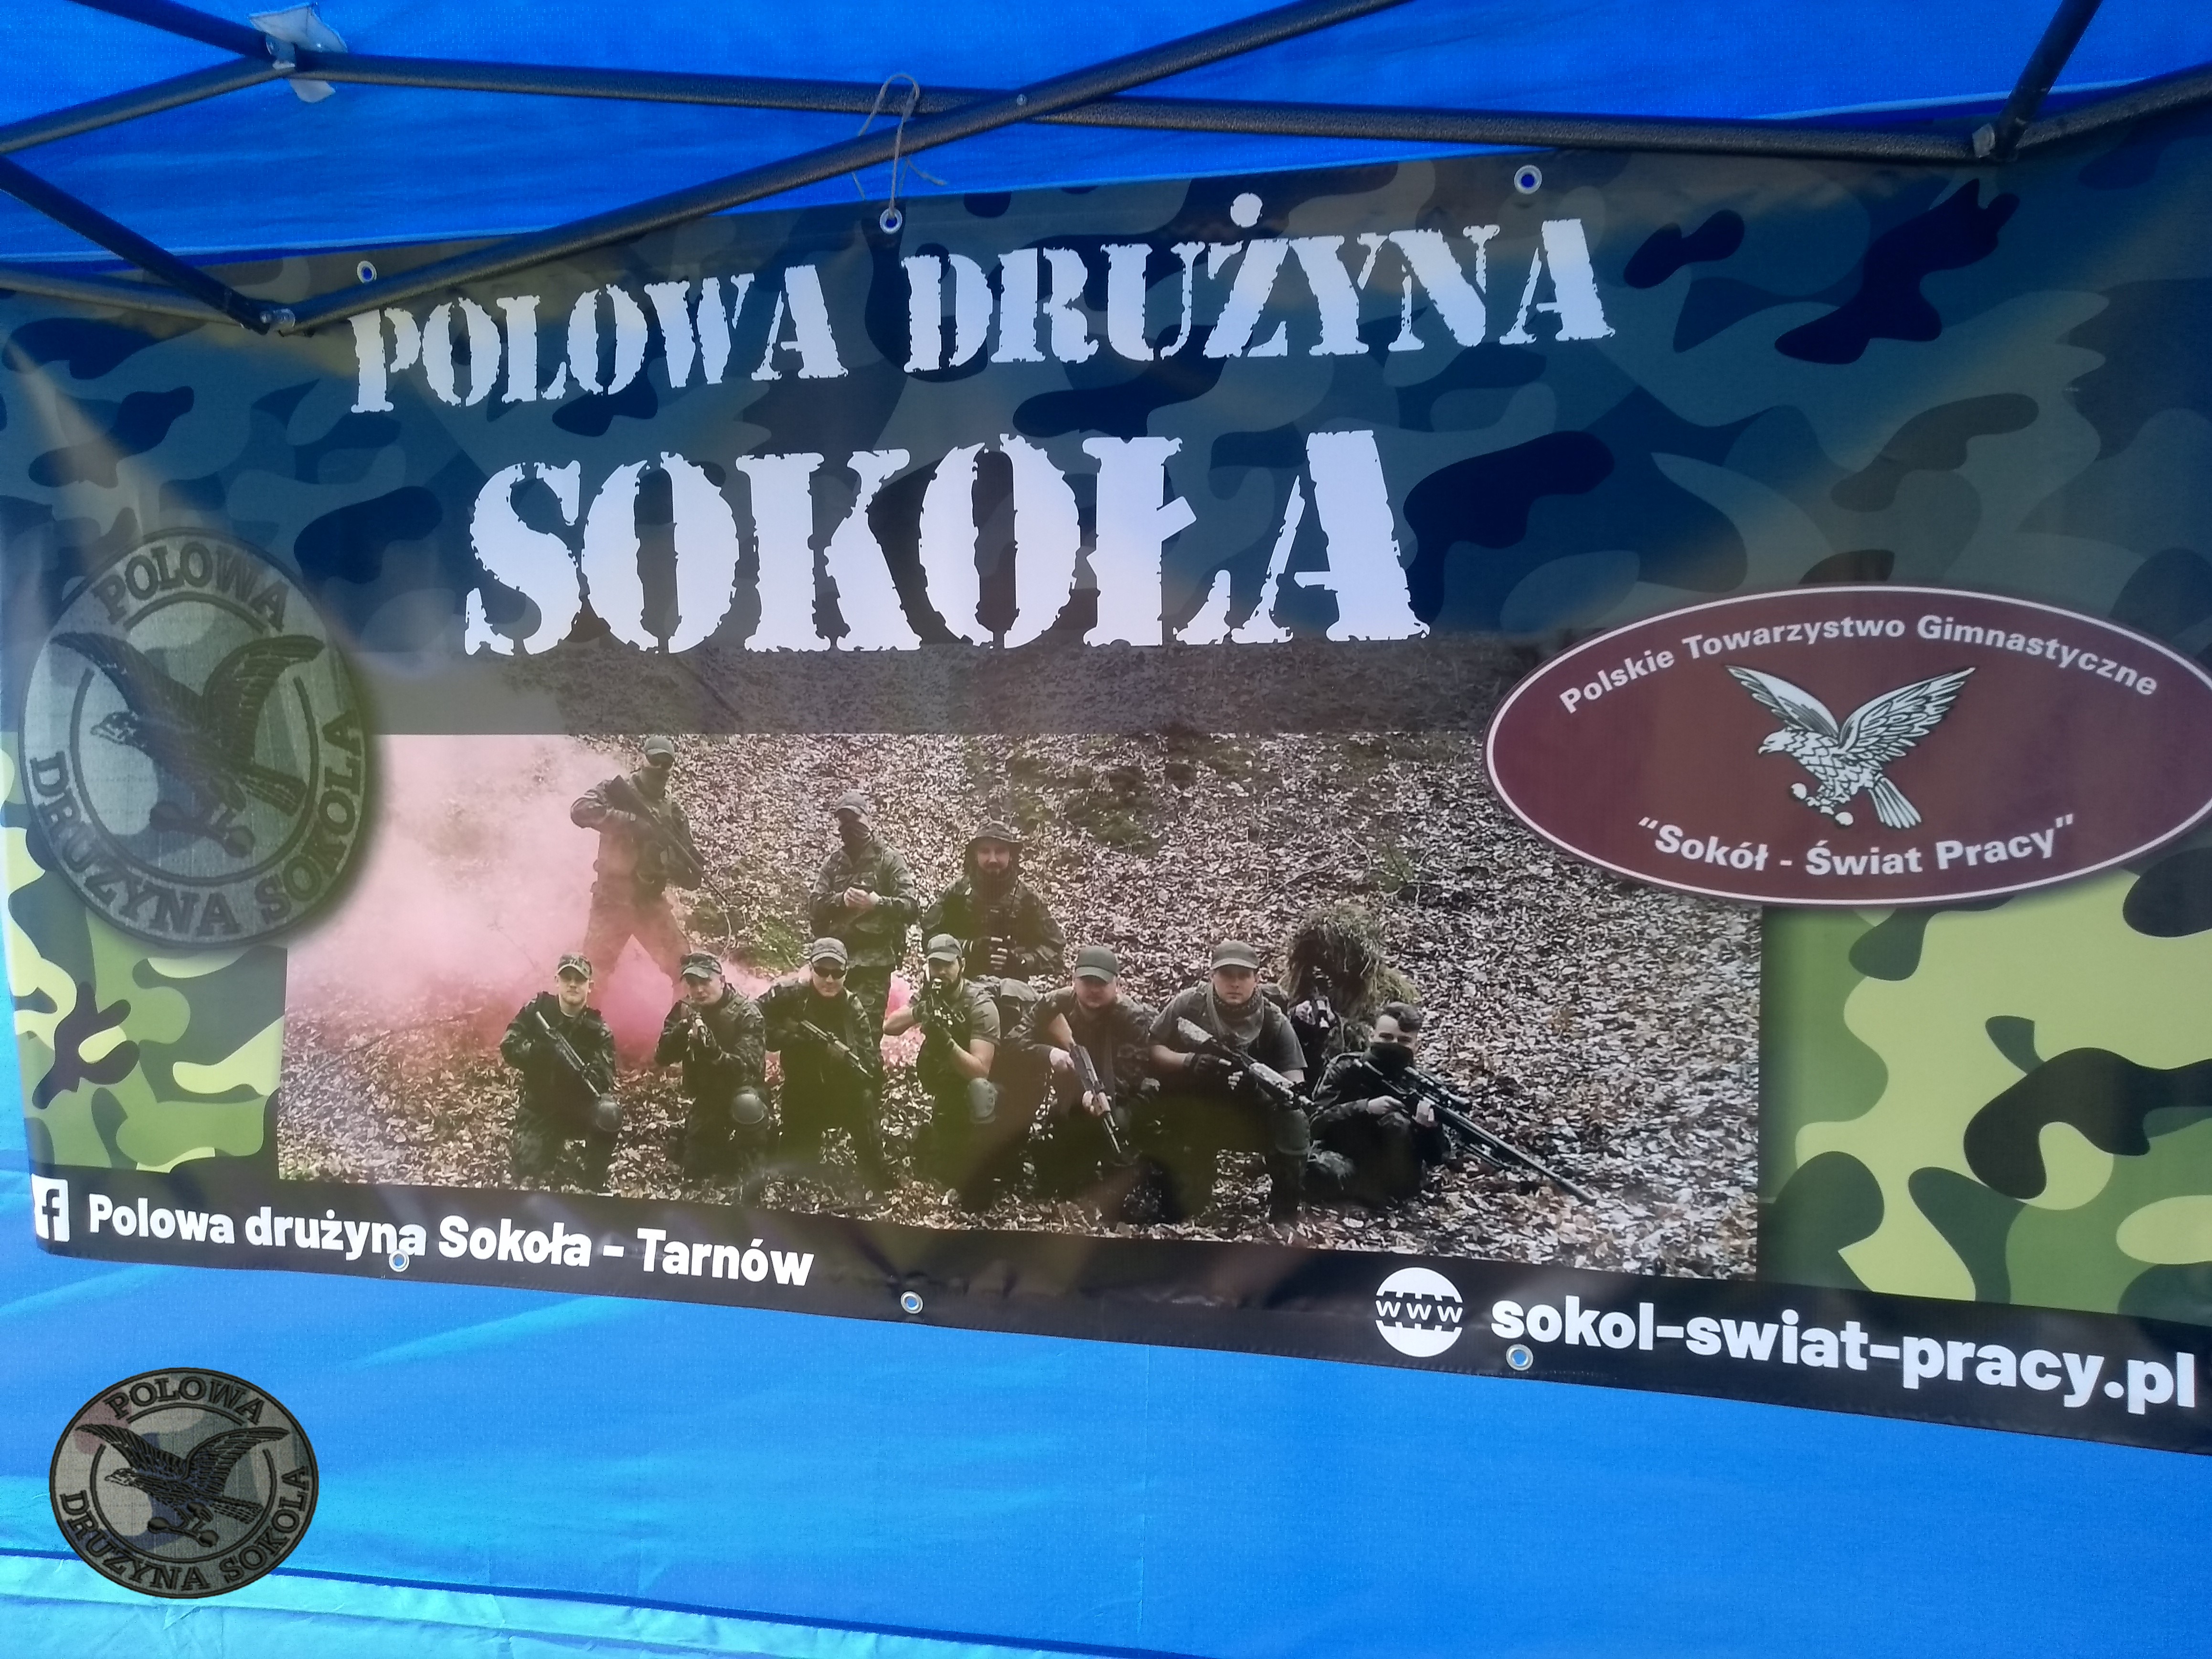 POLOWA DRUŻYNA
SOKOŁA
POLOWA
DRUŻYNA SOKOŁA
Polskie Towarzystwo Gimnastyczne
"Sokół - Świat Pracy"
f Polowa drużyna Sokoła - Tarnów
www sokol-swiat-pracy.pl
POLOWA
DRUŻYNA SOKOŁA